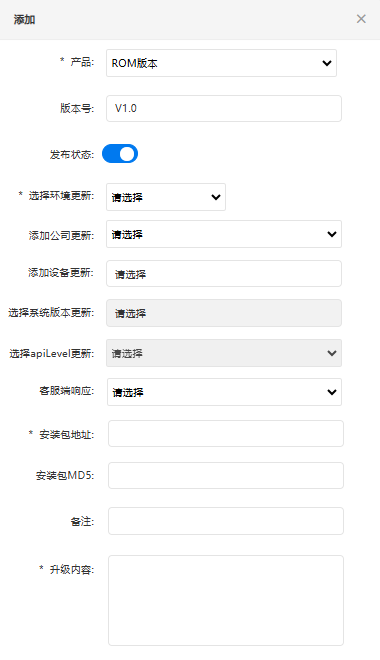 添加
* 产品: ROM版本
版本号: V1.0
发布状态:
* 选择环境更新: 请选择
添加公司更新: 请选择
添加设备更新: 请选择
选择系统版本更新: 请选择
选择apiLevel更新: 请选择
客服端响应: 请选择
* 安装包地址:
安装包MD5:
备注:
* 升级内容: